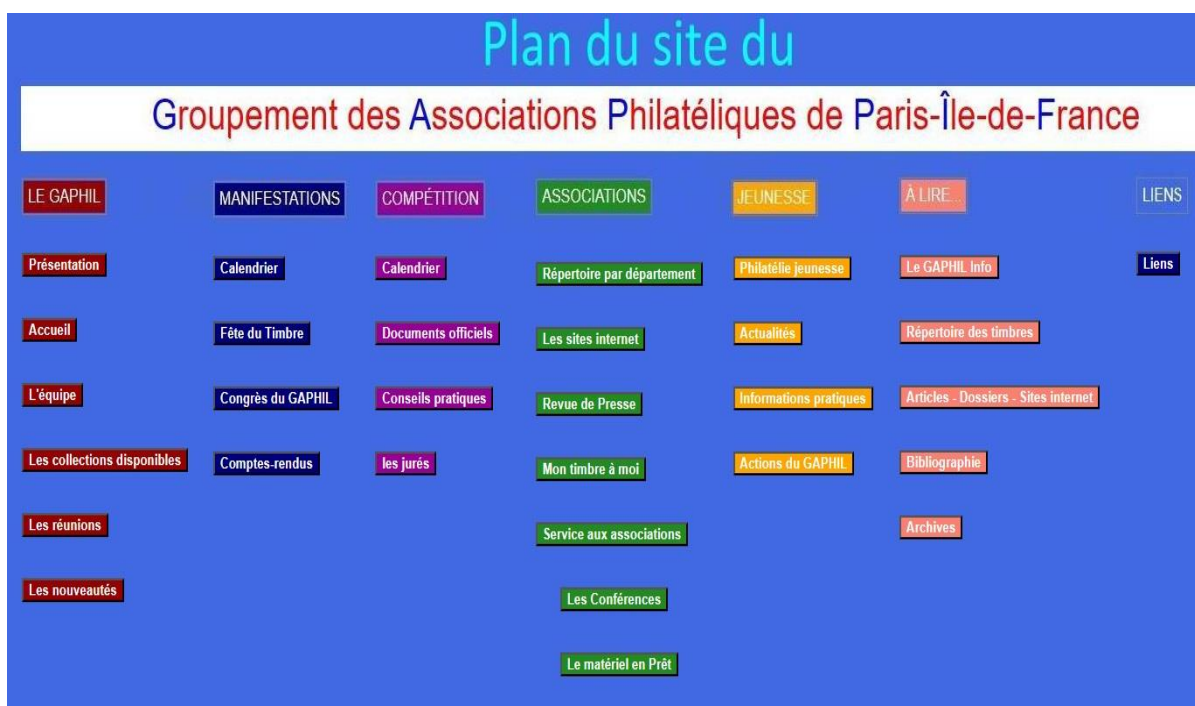 Plan du site du
Groupement des Associations Philatéliques de Paris-Île-de-France
LE GAPHIL
Présentation
Accueil
L'équipe
Les collections disponibles
Les réunions
Les nouveautés
MANIFESTATIONS
Calendrier
Fête du Timbre
Congrès du GAPHIL
Comptes-rendus
COMPÉTITION
Calendrier
Documents officiels
Conseils pratiques
les jurés
ASSOCIATIONS
Répertoire par département
Les sites internet
Revue de Presse
Mon timbre à moi
Service aux associations
Les Conférences
Le matériel en Prêt
JEUNESSE
Philatélie jeunesse
Actualités
Informations pratiques
Actions du GAPHIL
À LIRE...
Le GAPHIL Info
Répertoire des timbres
Articles - Dossiers - Sites internet
Bibliographie
Archives
LIENS
Liens